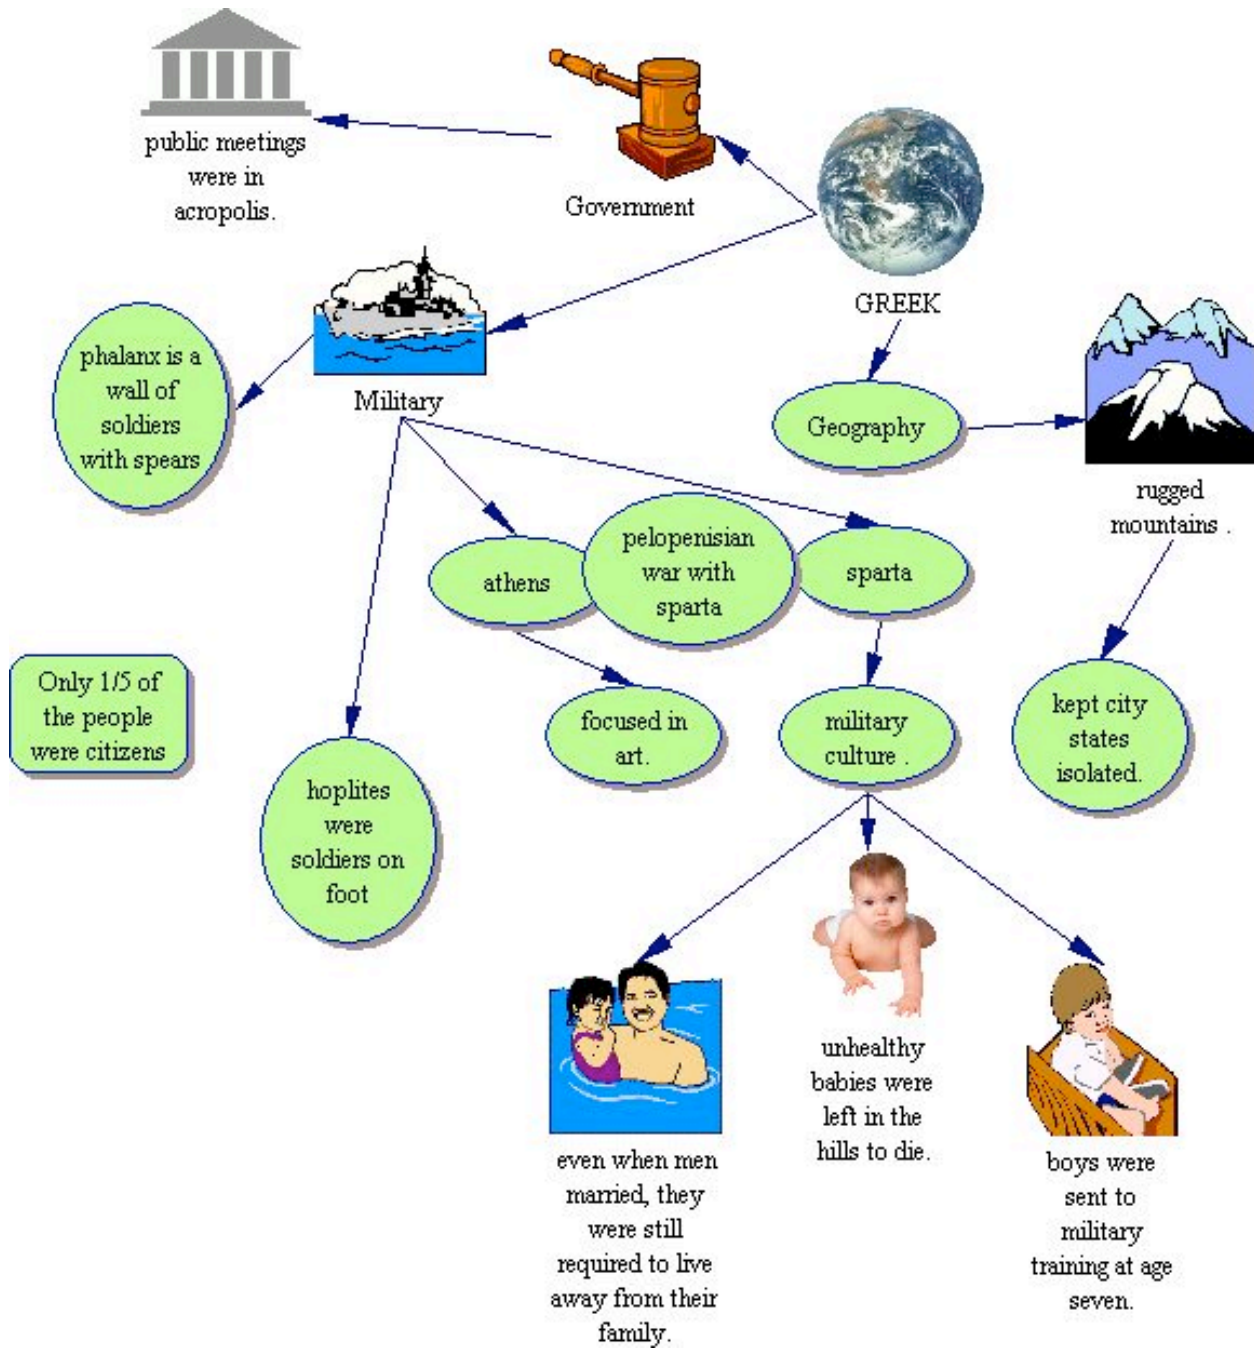 public meetings
were in
acropolis.
Government
GREEK
phalanx is a
wall of
soldiers
with spears
Military
Geography
rugged
mountains .
athens
pelopenisian
war with
sparta
sparta
Only 1/5 of
the people
were citizens
focused in
art.
military
culture .
kept city
states
isolated.
hoplites
were
soldiers on
foot
even when men
married, they
were still
required to live
away from their
family.
unhealthy
babies were
left in the
hills to die.
boys were
sent to
military
training at age
seven.